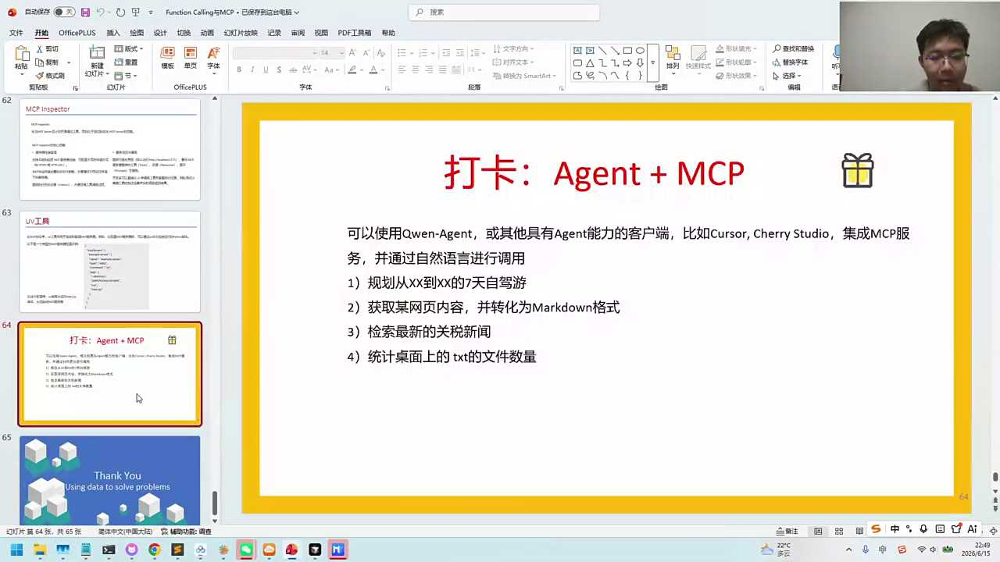 自动保存
关
Function Calling与MCP • 已保存到这台电脑
搜索
文件 开始 OfficePLUS 插入 绘图 设计 切换 动画 幻灯片放映 记录 审阅 视图 PDF工具箱 帮助
粘贴
剪切
复制
格式刷
剪贴板
新建
幻灯片
版式
重置
节
幻灯片
模板
单页
字体
OfficePLUS
14
字体
文字方向
对齐文本
转换为 SmartArt
段落
排列
快速样式
形状填充
形状轮廓
形状效果
绘图
查找和替换
替换字体
选择
编辑
62
MCP Inspector
63
UV工具
64
打卡：Agent + MCP
65
Thank You
Using data to solve problems
打卡：Agent + MCP
可以使用Qwen-Agent，或其他具有Agent能力的客户端，比如Cursor, Cherry Studio，集成MCP服
务，并通过自然语言进行调用
1）规划从XX到XX的7天自驾游
2）获取某网页内容，并转化为Markdown格式
3）检索最新的关税新闻
4）统计桌面上的 txt的文件数量
64
幻灯片 第 64 张，共 65 张
简体中文(中国大陆)
辅助功能: 调查
备注
中
22°C
多云
22:49
2026/6/15